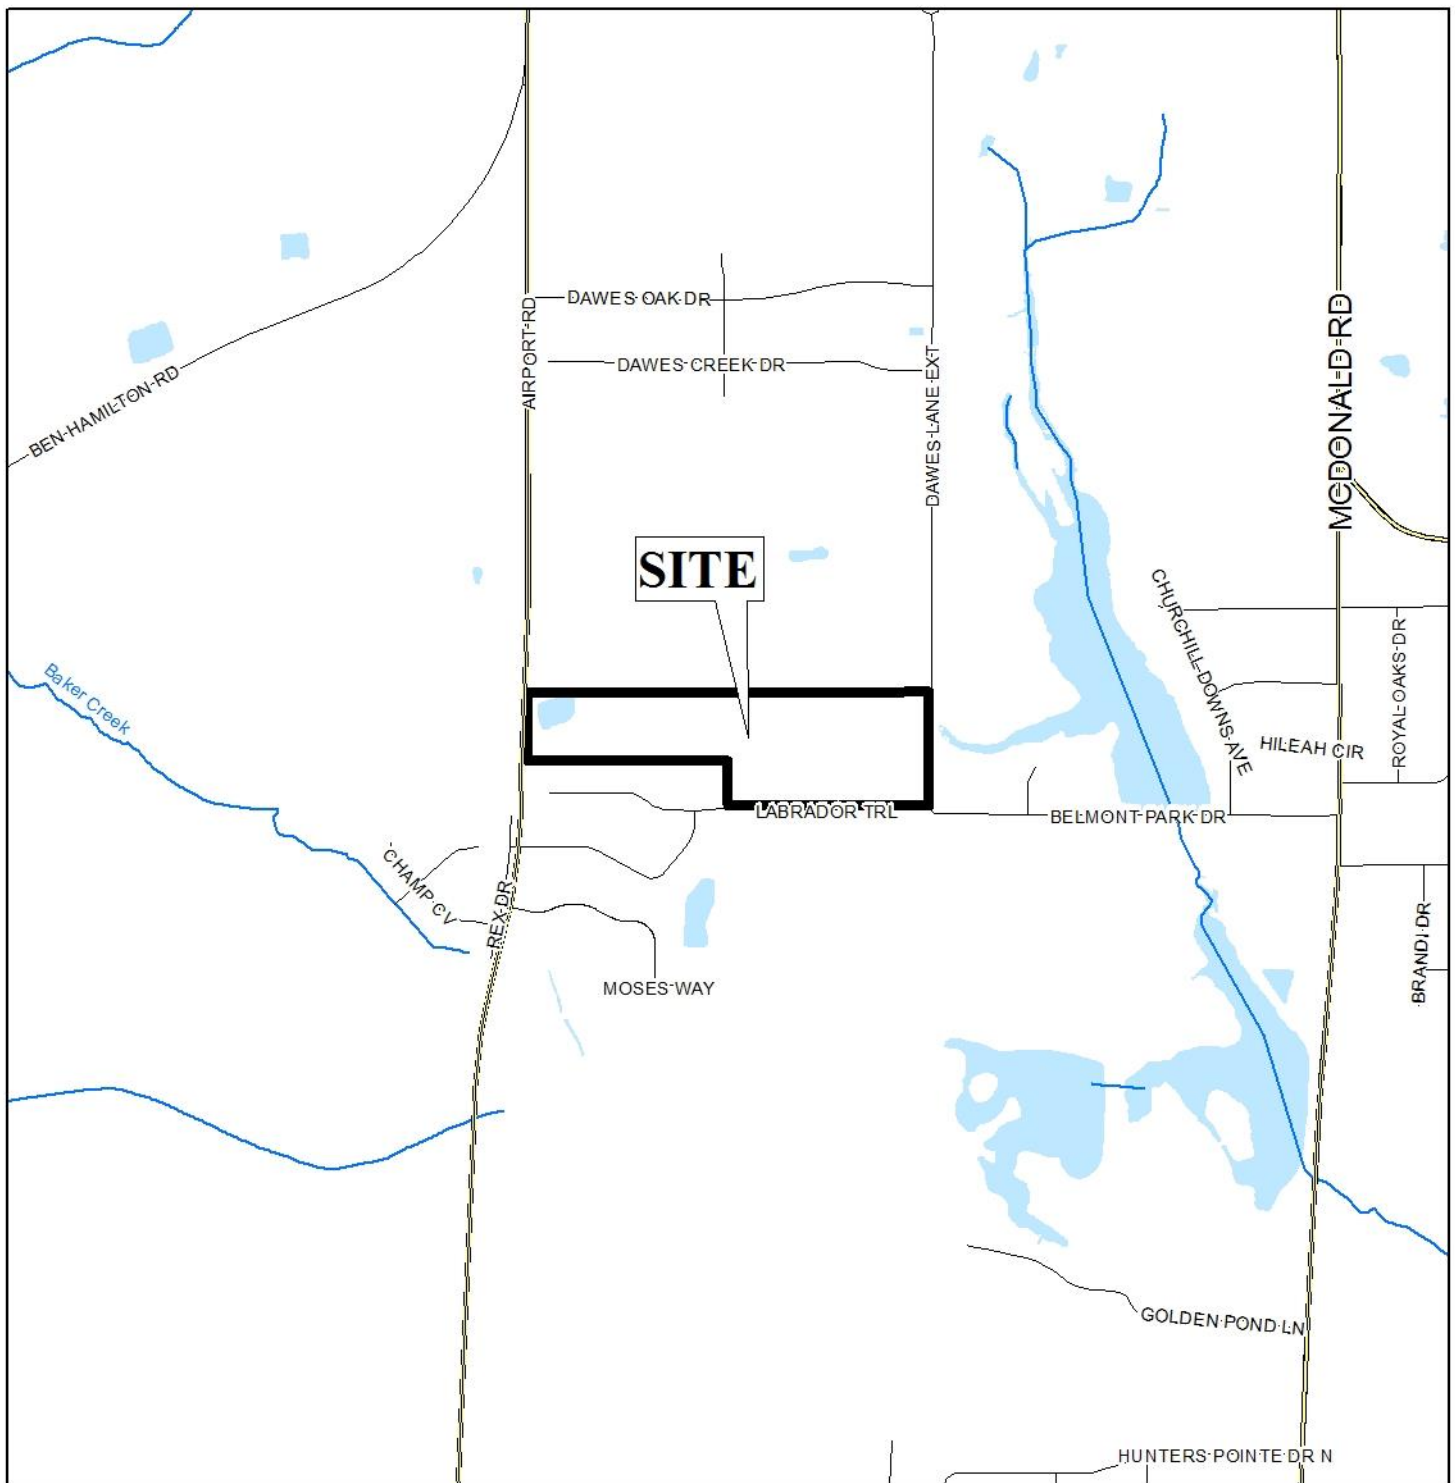 DAWES OAK DR
AIRPORT RD
DAWES CREEK DR
DAWES LANE EXT
MCDONALD RD
BEN HAMILTON RD
SITE
CHURCHILL DOWNS AVE
ROYAL OAKS DR
Baker Creek
HILEAH CIR
LABRADOR TRL
BELMONT PARK DR
CHAMP CV
REX DR
BRANDI DR
MOSES WAY
GOLDEN POND LN
HUNTERS POINTE DR N